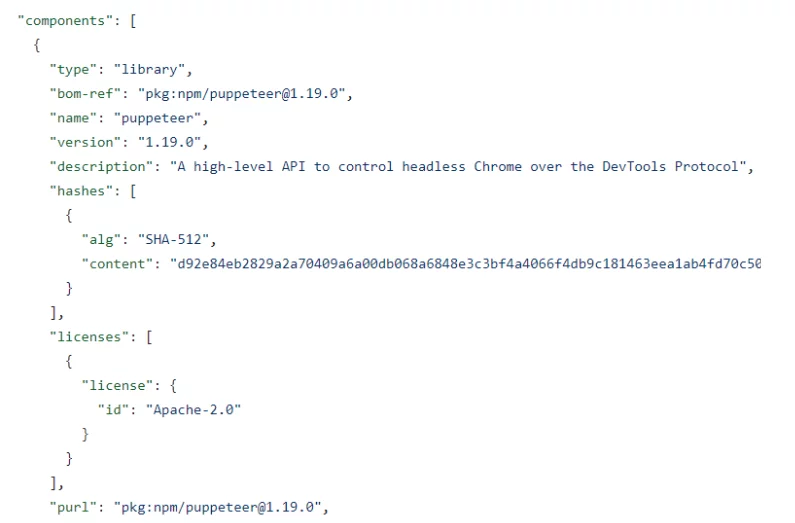 "components": [
{
"type": "library",
"bom-ref": "pkg:npm/puppeteer@1.19.0",
"name": "puppeteer",
"version": "1.19.0",
"description": "A high-level API to control headless Chrome over the DevTools Protocol",
"hashes": [
{
"alg": "SHA-512",
"content": "d92e84eb2829a2a70409a6a00db068a6848e3c3bf4a4066f4db9c181463eea1ab4fd70c50
}
],
"licenses": [
{
"license": {
"id": "Apache-2.0"
}
}
],
"purl": "pkg:npm/puppeteer@1.19.0",